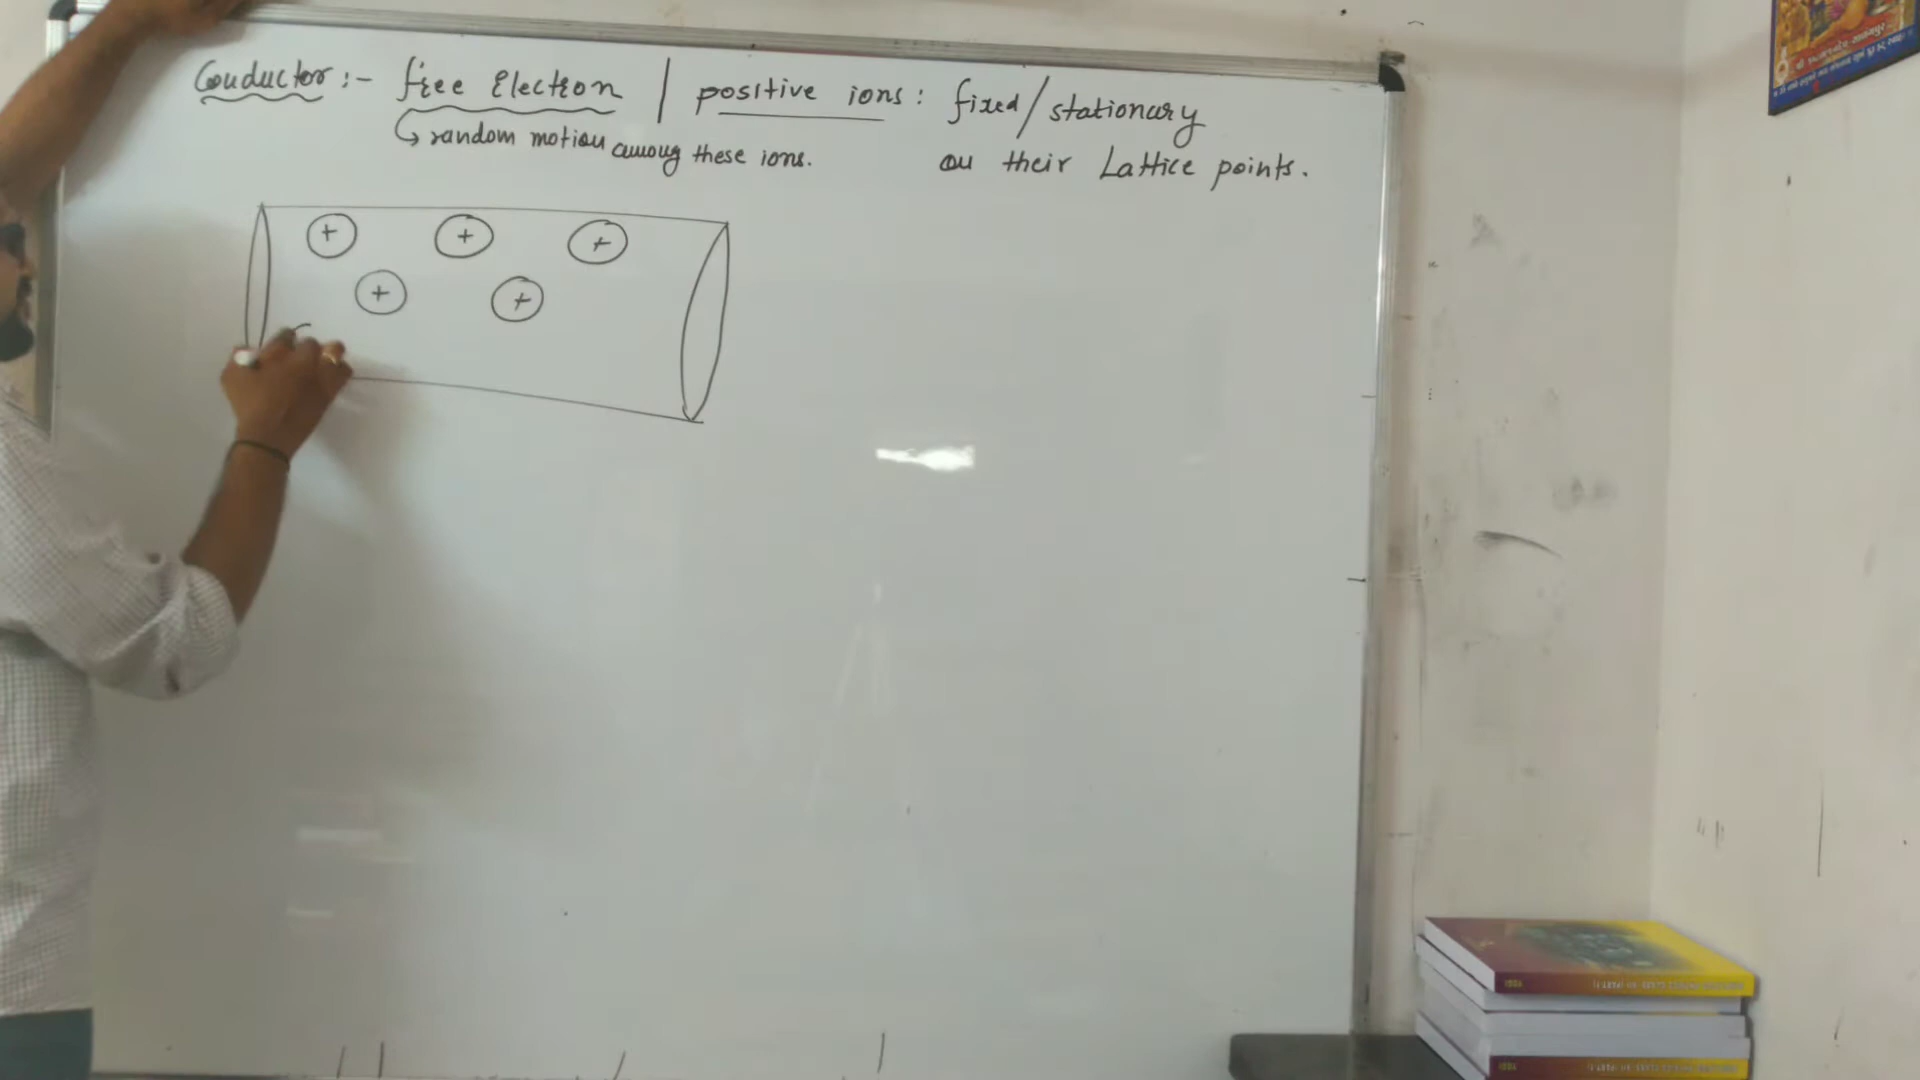 Conductor :- free Electron | positive ions : fixed / stationary
↳ random motion among these ions. on their Lattice points.
+ + +
+ +